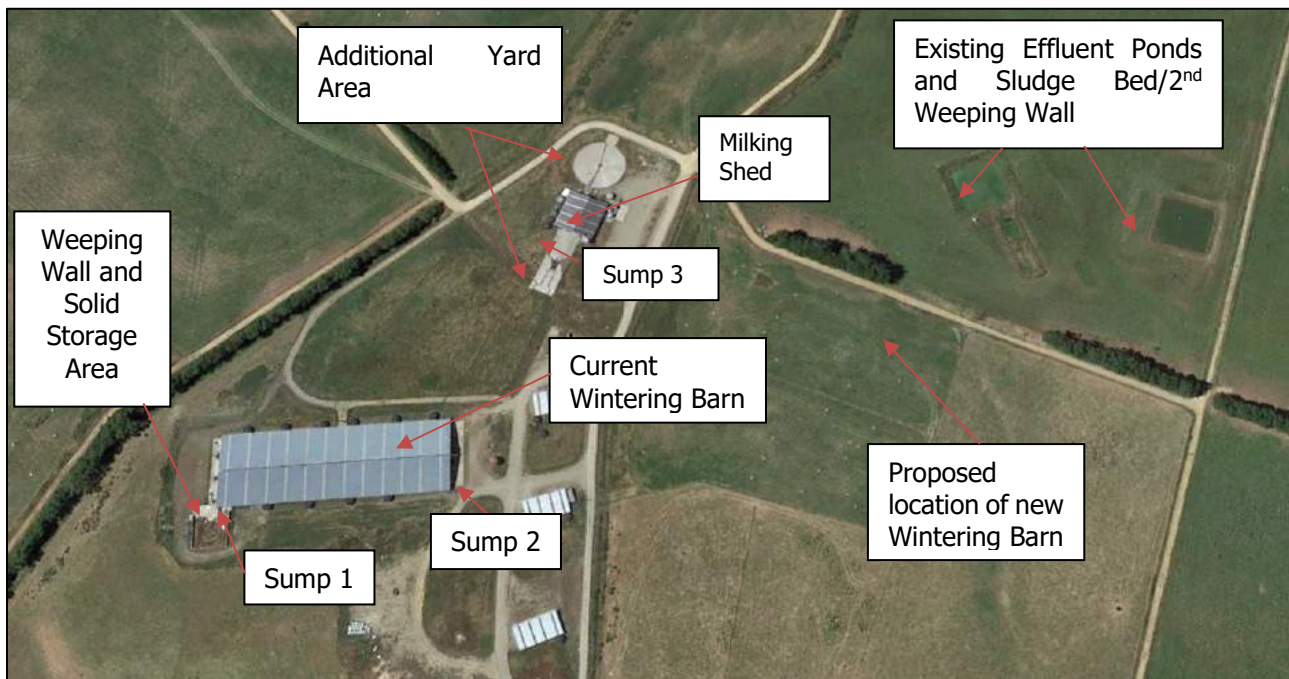 Additional Yard
Area
Existing Effluent Ponds
and Sludge Bed/2nd
Weeping Wall
Milking
Shed
Weeping
Wall and
Solid
Storage
Area
Sump 3
Current
Wintering Barn
Proposed
location of new
Wintering Barn
Sump 2
Sump 1